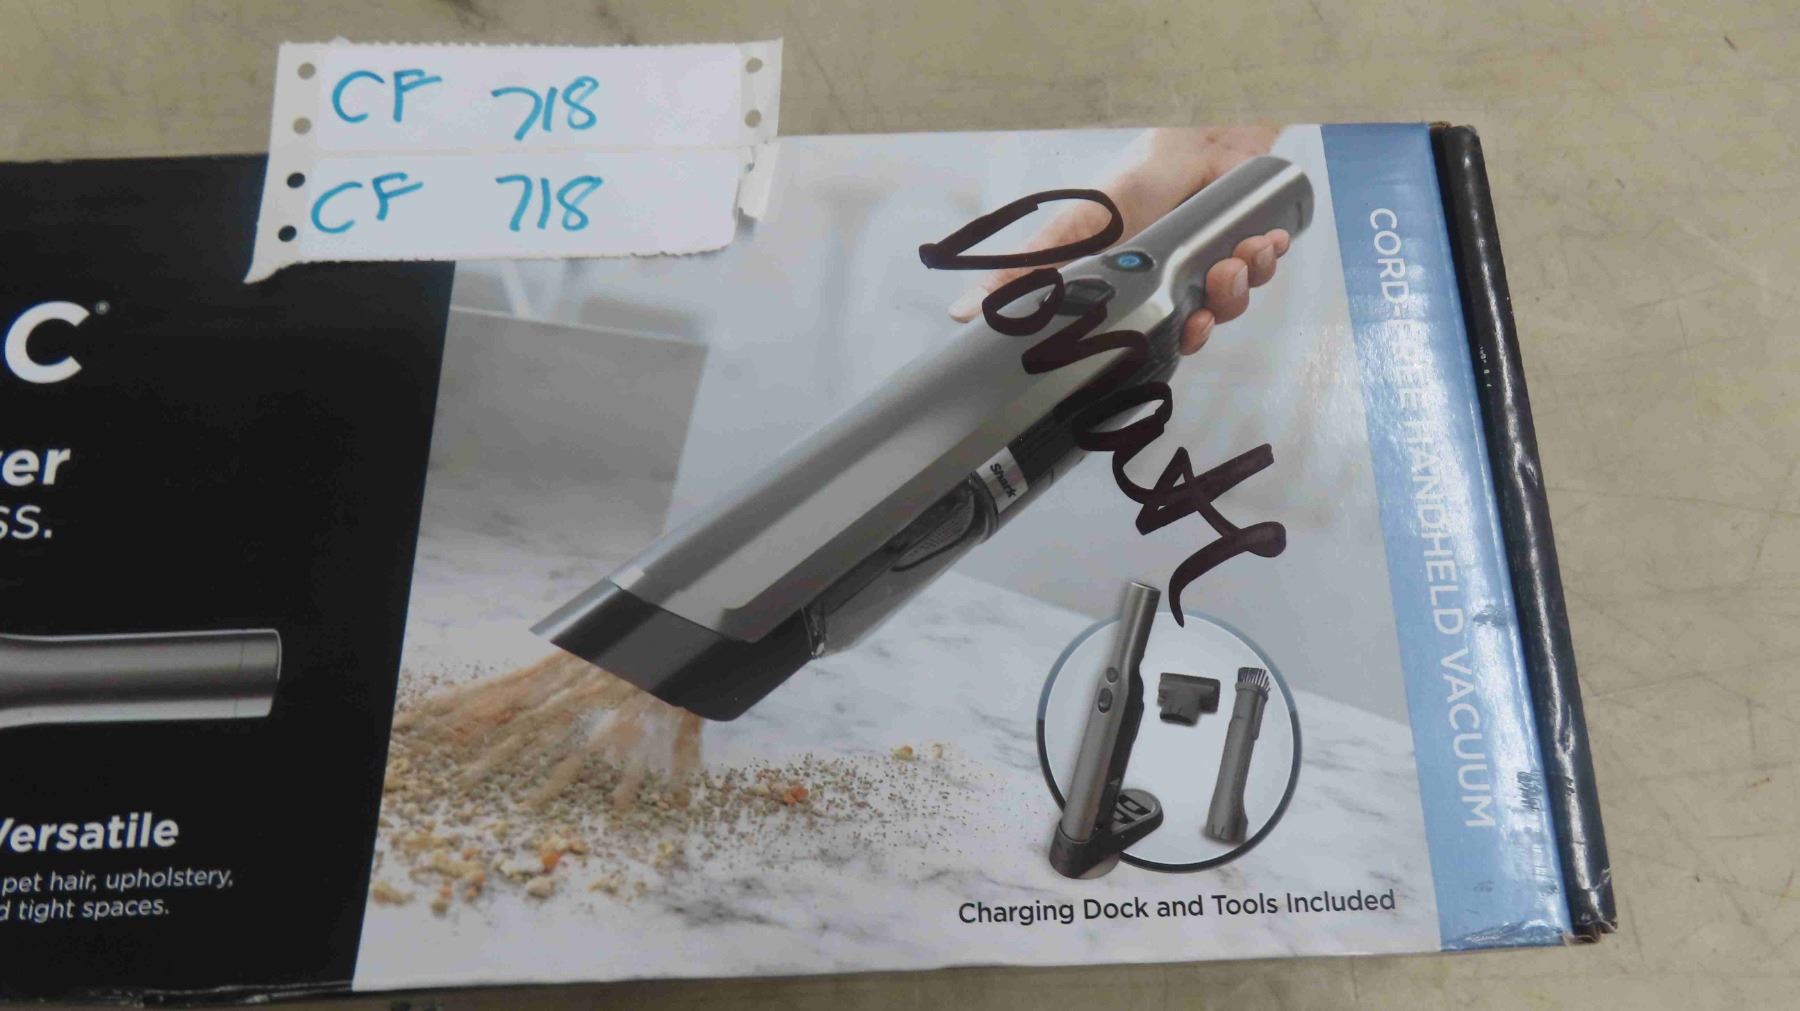 CF 718
CF 718
C
er
ss.
Versatile
pet hair, upholstery,
d tight spaces.
Donate
Shark
Charging Dock and Tools Included
CORD-FREE HANDHELD VACUUM